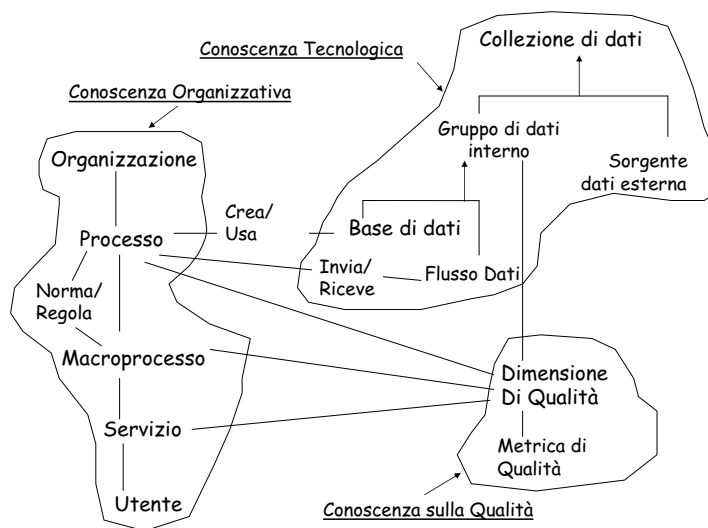 Conoscenza Tecnologica
Collezione di dati
Conoscenza Organizzativa
Gruppo di dati
interno
Organizzazione
Sorgente
dati esterna
Crea/
Usa
Processo
Base di dati
Invia/
Riceve
Flusso Dati
Norma/
Regola
Macroprocesso
Dimensione
Di Qualità
Servizio
Metrica di
Qualità
Utente
Conoscenza sulla Qualità